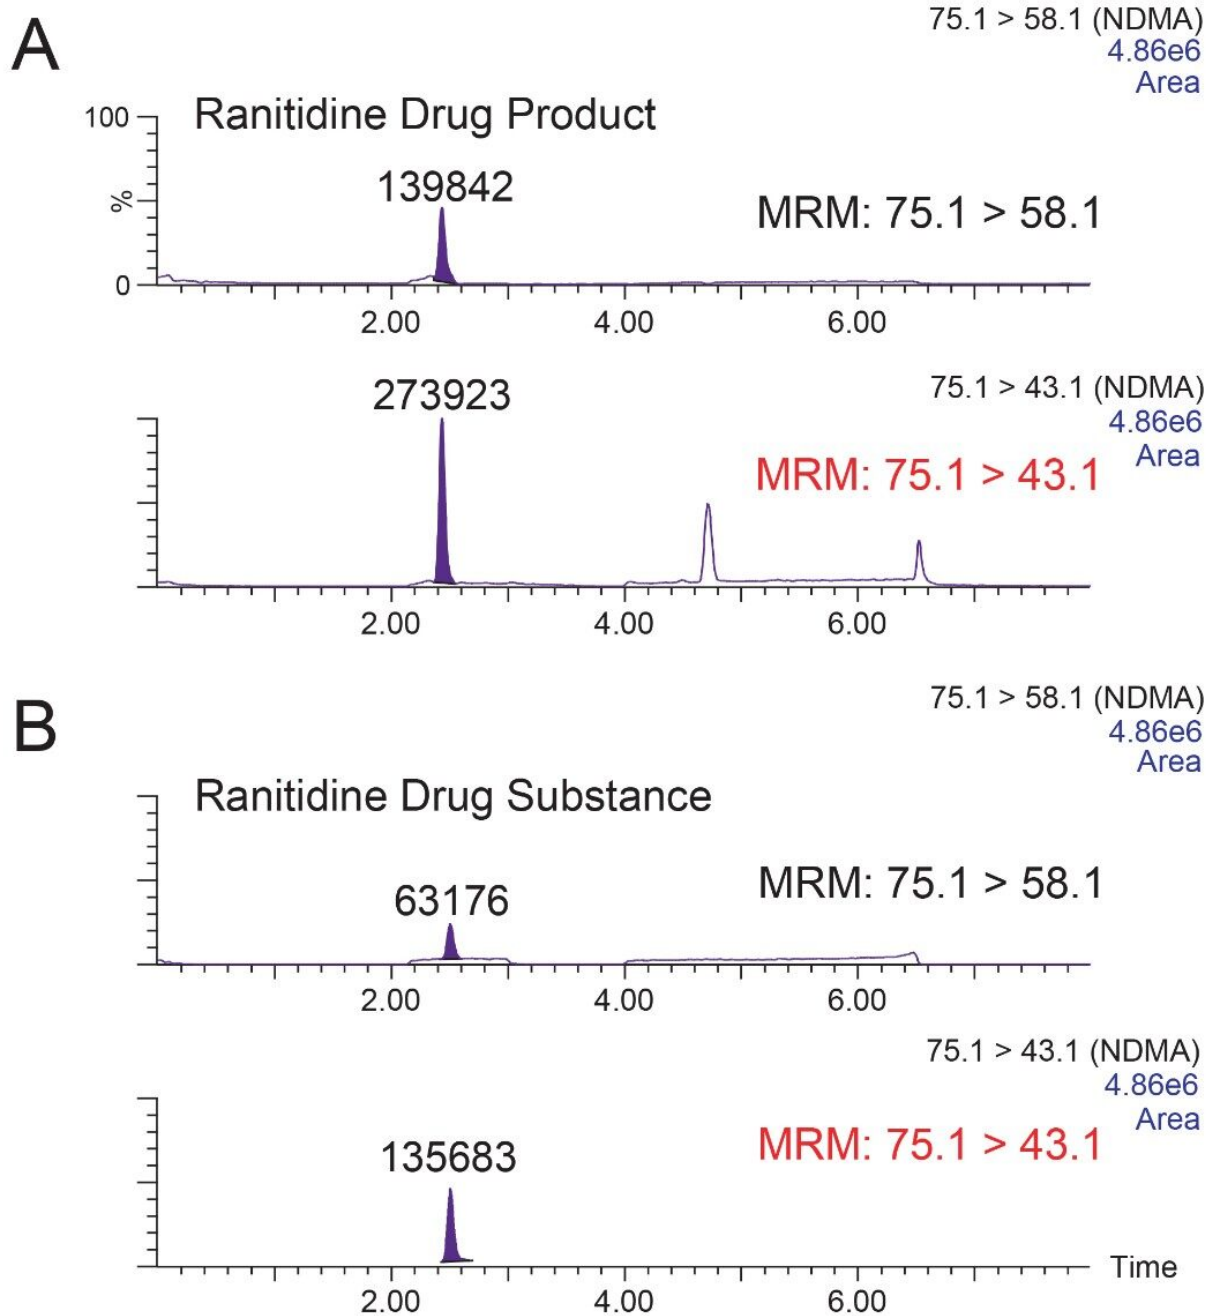 A
75.1 > 58.1 (NDMA)
4.86e6
Area
Ranitidine Drug Product
100
%
0
139842
MRM: 75.1 > 58.1
2.00 4.00 6.00
75.1 > 43.1 (NDMA)
4.86e6
Area
273923
MRM: 75.1 > 43.1
2.00 4.00 6.00
B
75.1 > 58.1 (NDMA)
4.86e6
Area
Ranitidine Drug Substance
63176
MRM: 75.1 > 58.1
2.00 4.00 6.00
75.1 > 43.1 (NDMA)
4.86e6
Area
135683
MRM: 75.1 > 43.1
Time
2.00 4.00 6.00